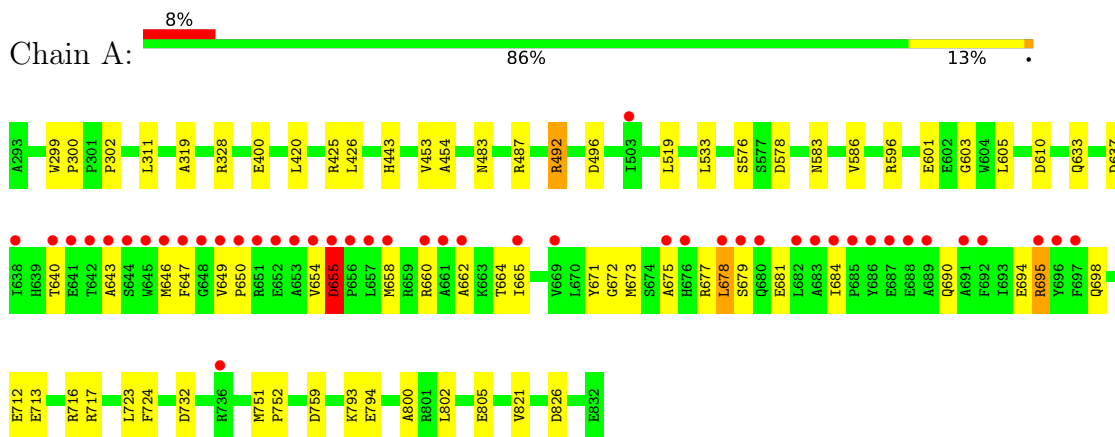 8%
Chain A:
86% 13% •
A293 W299 P300 P301 P302 L311 A319 R328 E400 L420 R425 L426 H443 V453 A454 N483 R487 R492 D496 I503 L519 L533 S576 S577 D578 N583 V586 R596 E601 E602 G603 W604 L605 D610 Q633 D637
I638 H639 T640 E641 T642 A643 S644 W645 M646 F647 G648 V649 P650 R651 E652 A653 V654 D655 P656 L657 M658 R659 R660 A661 A662 K663 T664 I665 V669 L670 Y671 G672 M673 S674 A675 H676 R677 L678 S679 Q680 E681 L682 A683 I684 P685 Y686 E687 E688 A689 Q690 A691 F692 I693 E694 R695 Y696 F697 Q698
E712 E713 R716 R717 L723 F724 D732 R736 M751 P752 D759 K793 E794 A800 R801 L802 E805 V821 D826 E832